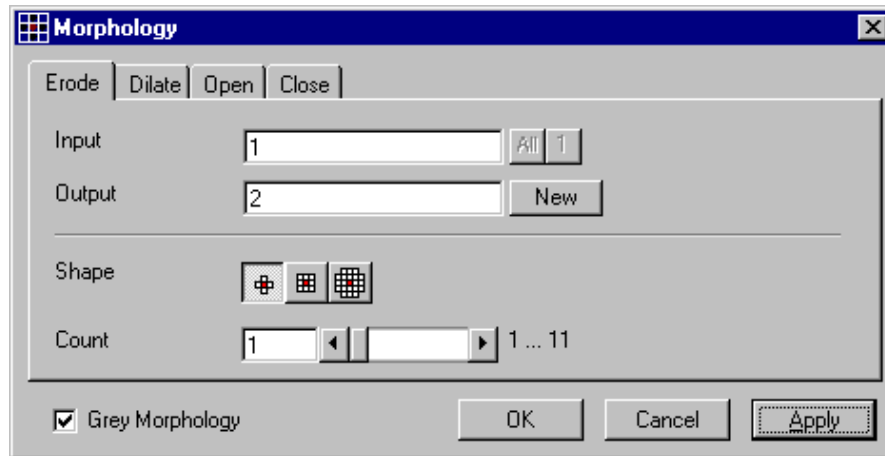 Morphology
Erode Dilate Open Close
Input 1 All 1
Output 2 New
Shape
Count 1 1 ... 11
Grey Morphology OK Cancel Apply